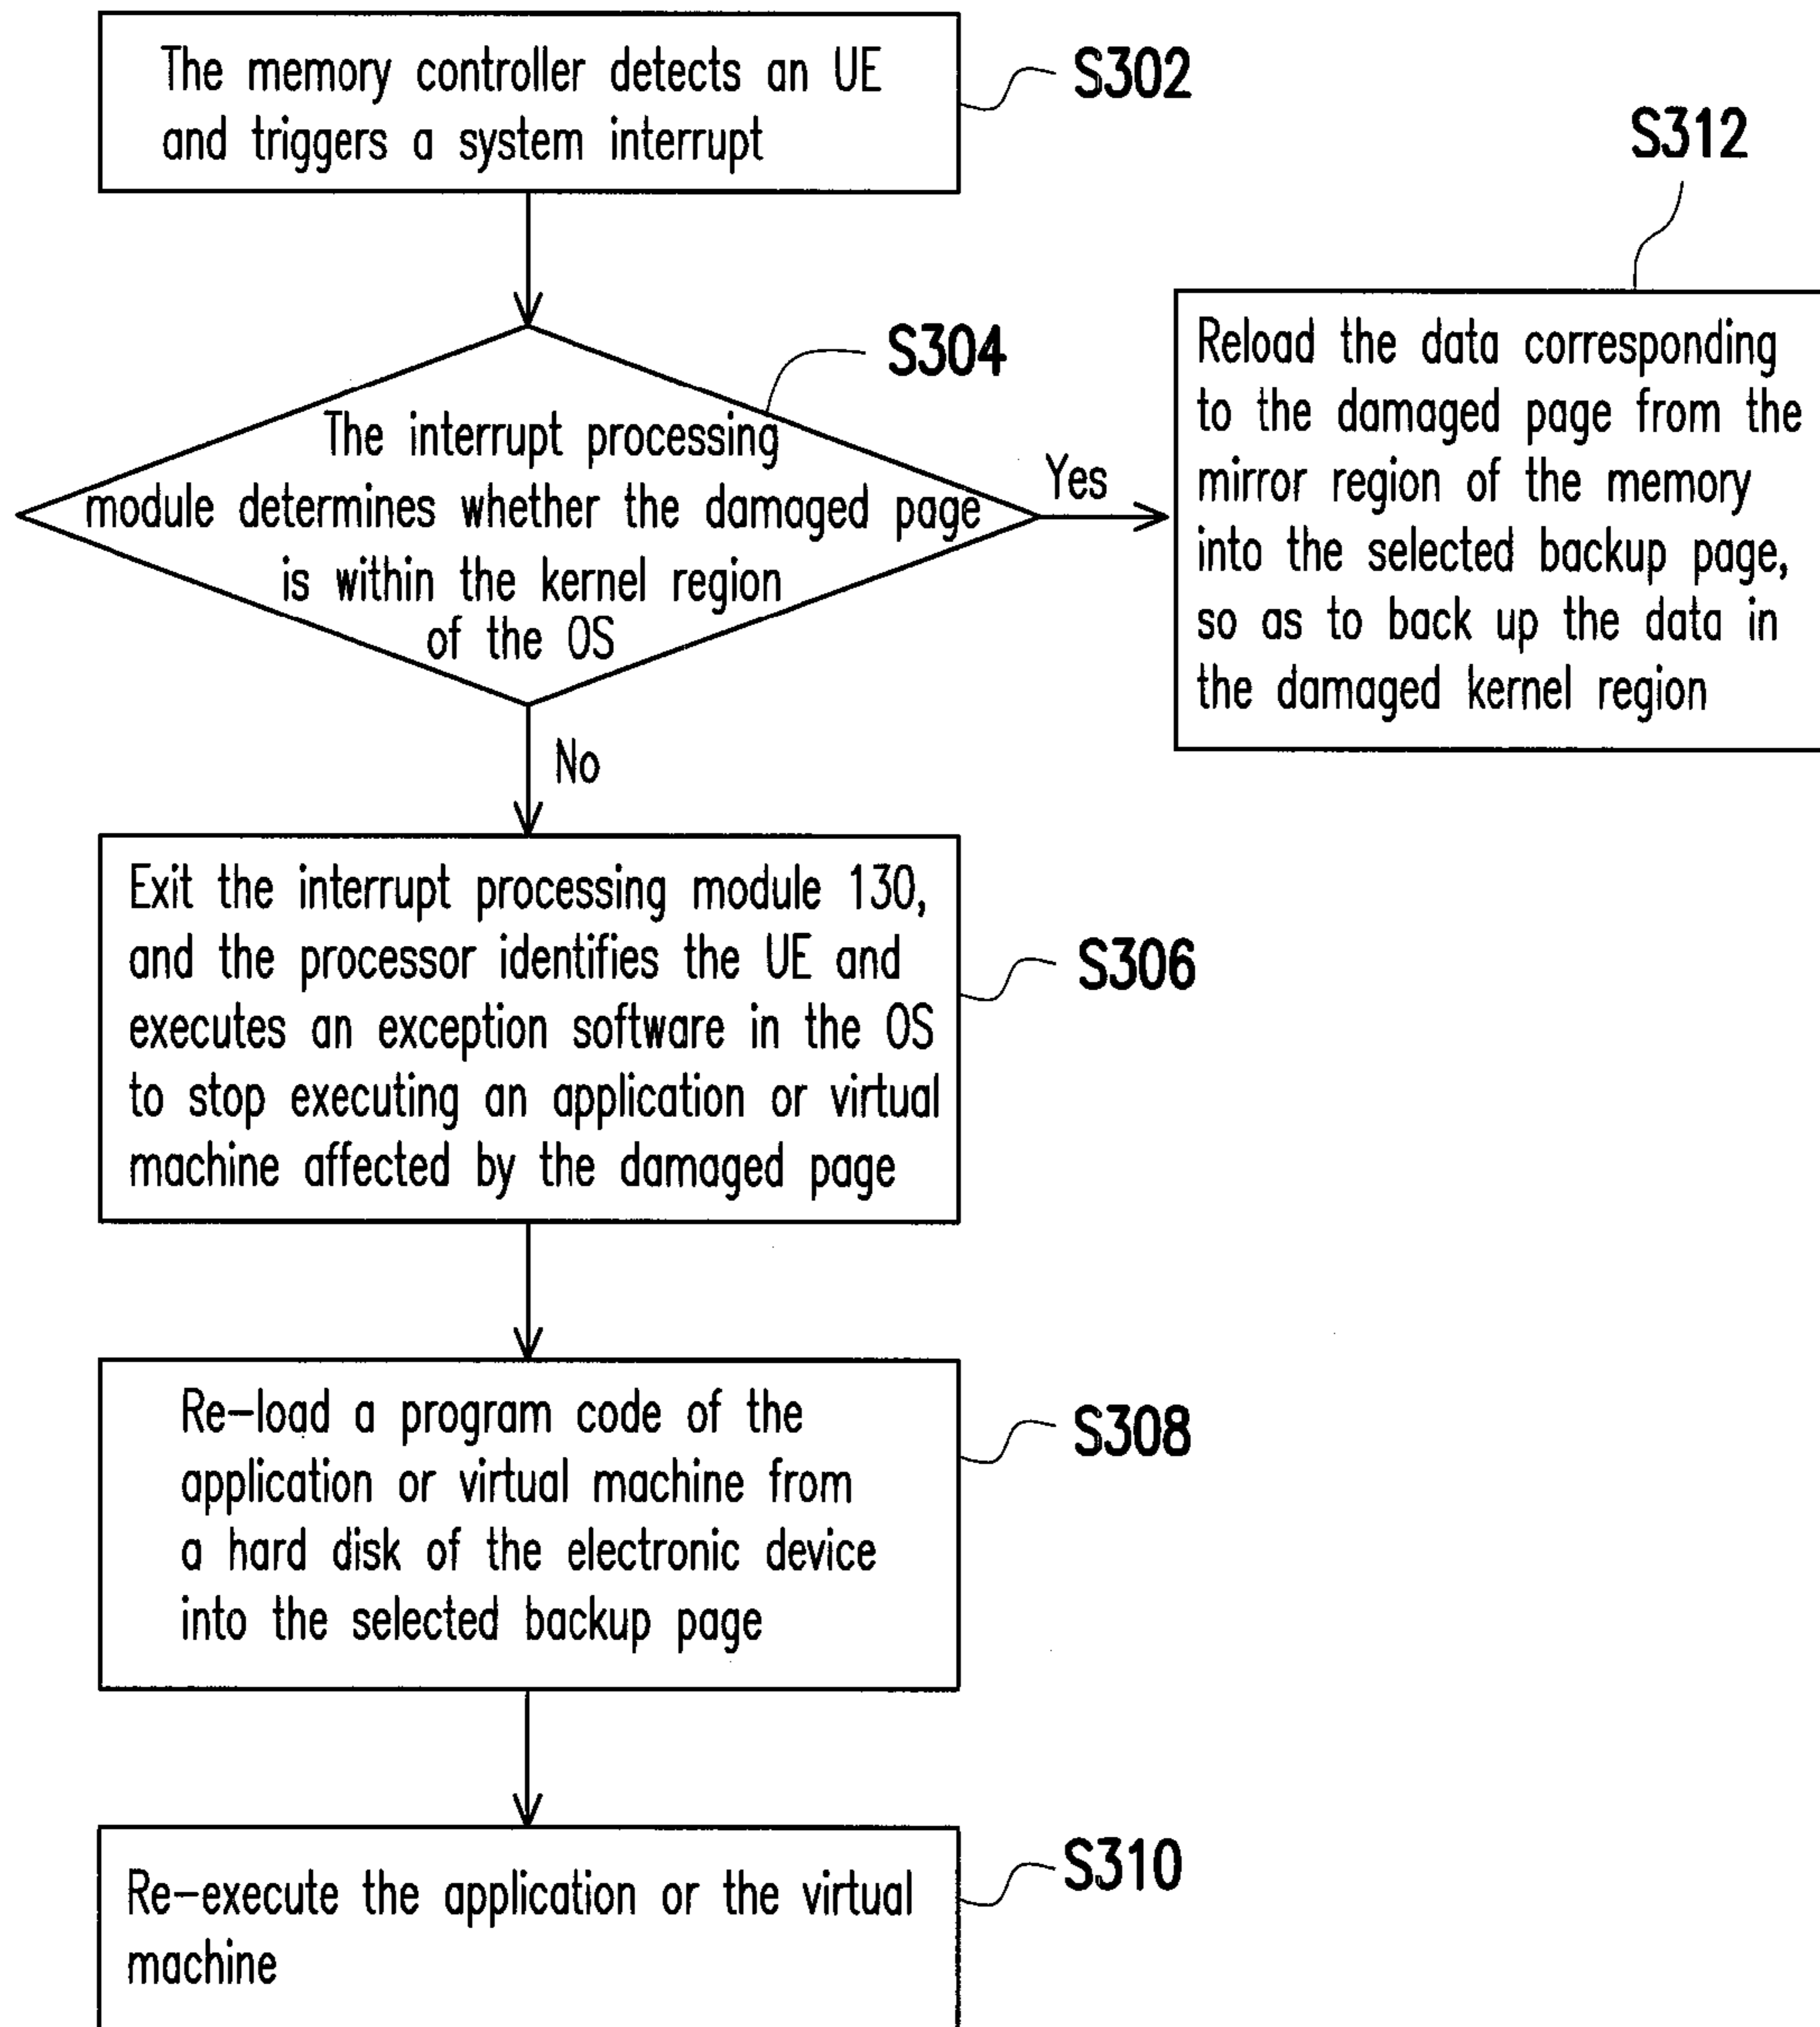 The memory controller detects an UE
and triggers a system interrupt
S302
S304
The interrupt processing
module determines whether the damaged page
is within the kernel region
of the OS
Yes
S312
Reload the data corresponding
to the damaged page from the
mirror region of the memory
into the selected backup page,
so as to back up the data in
the damaged kernel region
No
Exit the interrupt processing module 130,
and the processor identifies the UE and
executes an exception software in the OS
to stop executing an application or virtual
machine affected by the damaged page
S306
Re-load a program code of the
application or virtual machine from
a hard disk of the electronic device
into the selected backup page
S308
Re-execute the application or the virtual
machine
S310